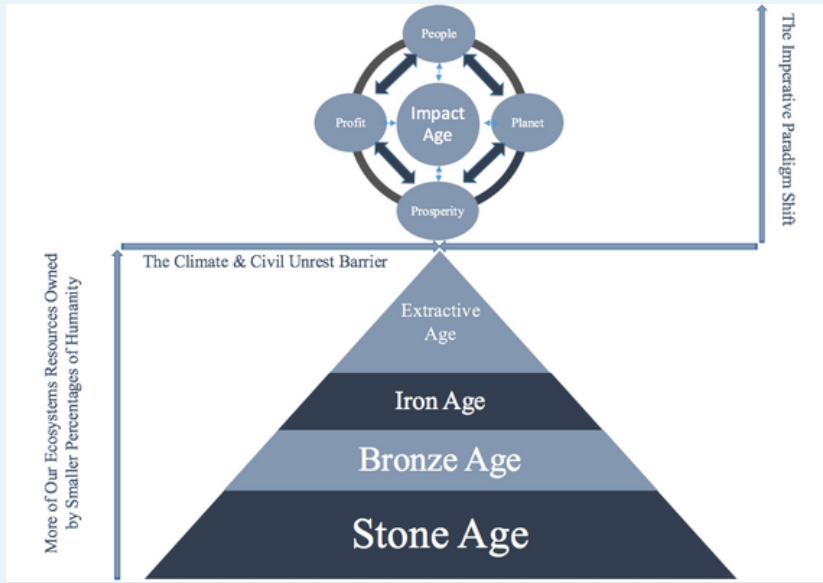 People
Impact
Age
Profit
Planet
Prosperity
The Imperative Paradigm Shift
The Climate & Civil Unrest Barrier
More of Our Ecosystems Resources Owned
by Smaller Percentages of Humanity
Extractive
Age
Iron Age
Bronze Age
Stone Age